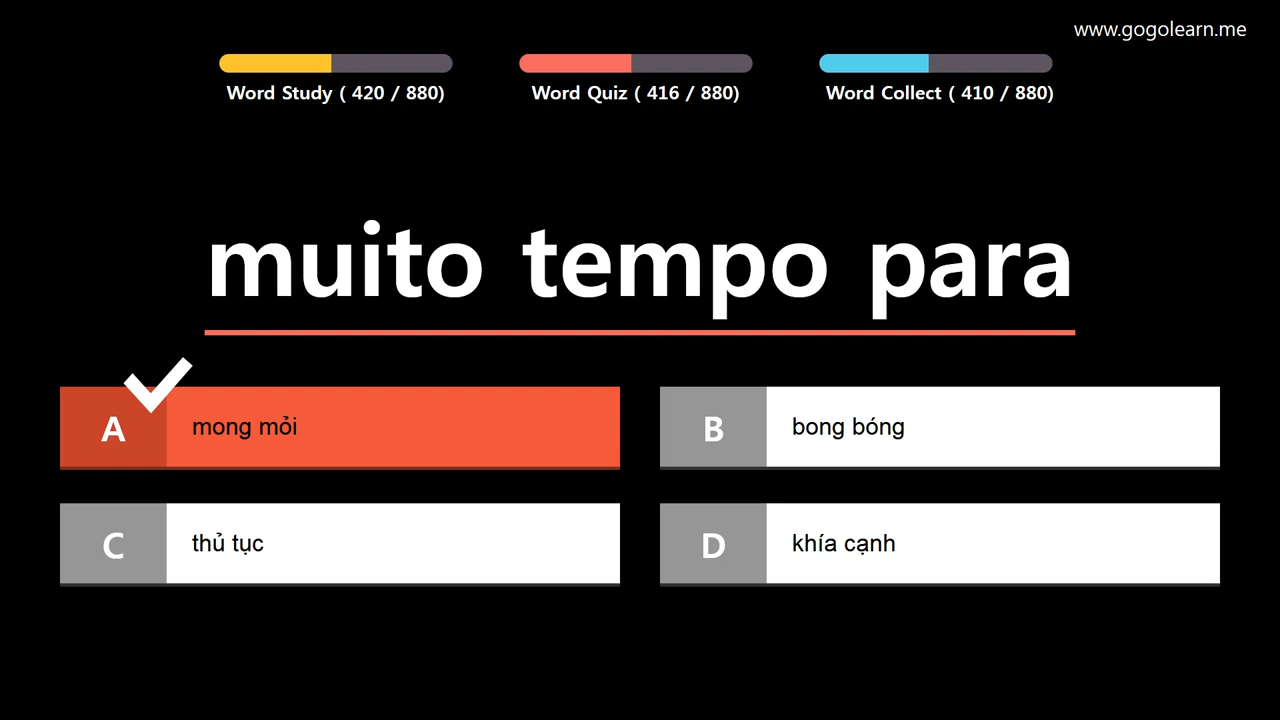 www.gogolearn.me
Word Study ( 420 / 880)
Word Quiz ( 416 / 880)
Word Collect ( 410 / 880)
muito tempo para
A mong mỏi
B bong bóng
C thủ tục
D khía cạnh